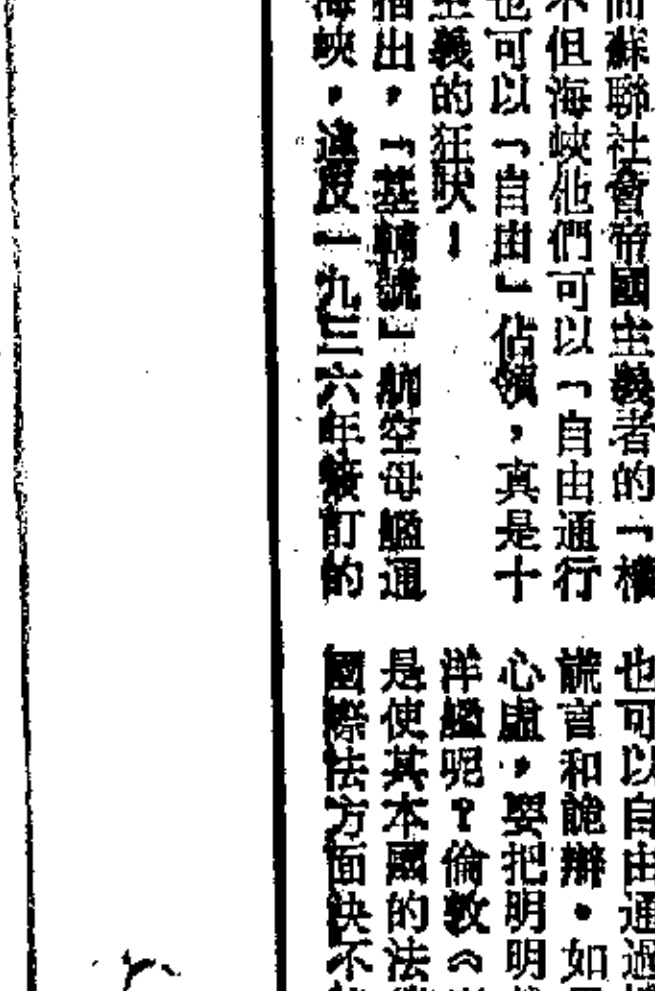 而蘇聯社會帝國主義者的「權
不但海峽他們可以「自由通行
也可以「自由」佔領，真是十
主義的狂吠！
指出，「基輔號」航空母艦通
海峽，違反一九三六年簽訂的
也可以自由通過
謊言和詭辯。如
心虛，要把明明
洋艦呢？倫敦《
是使其本國的法
國際法方面決不